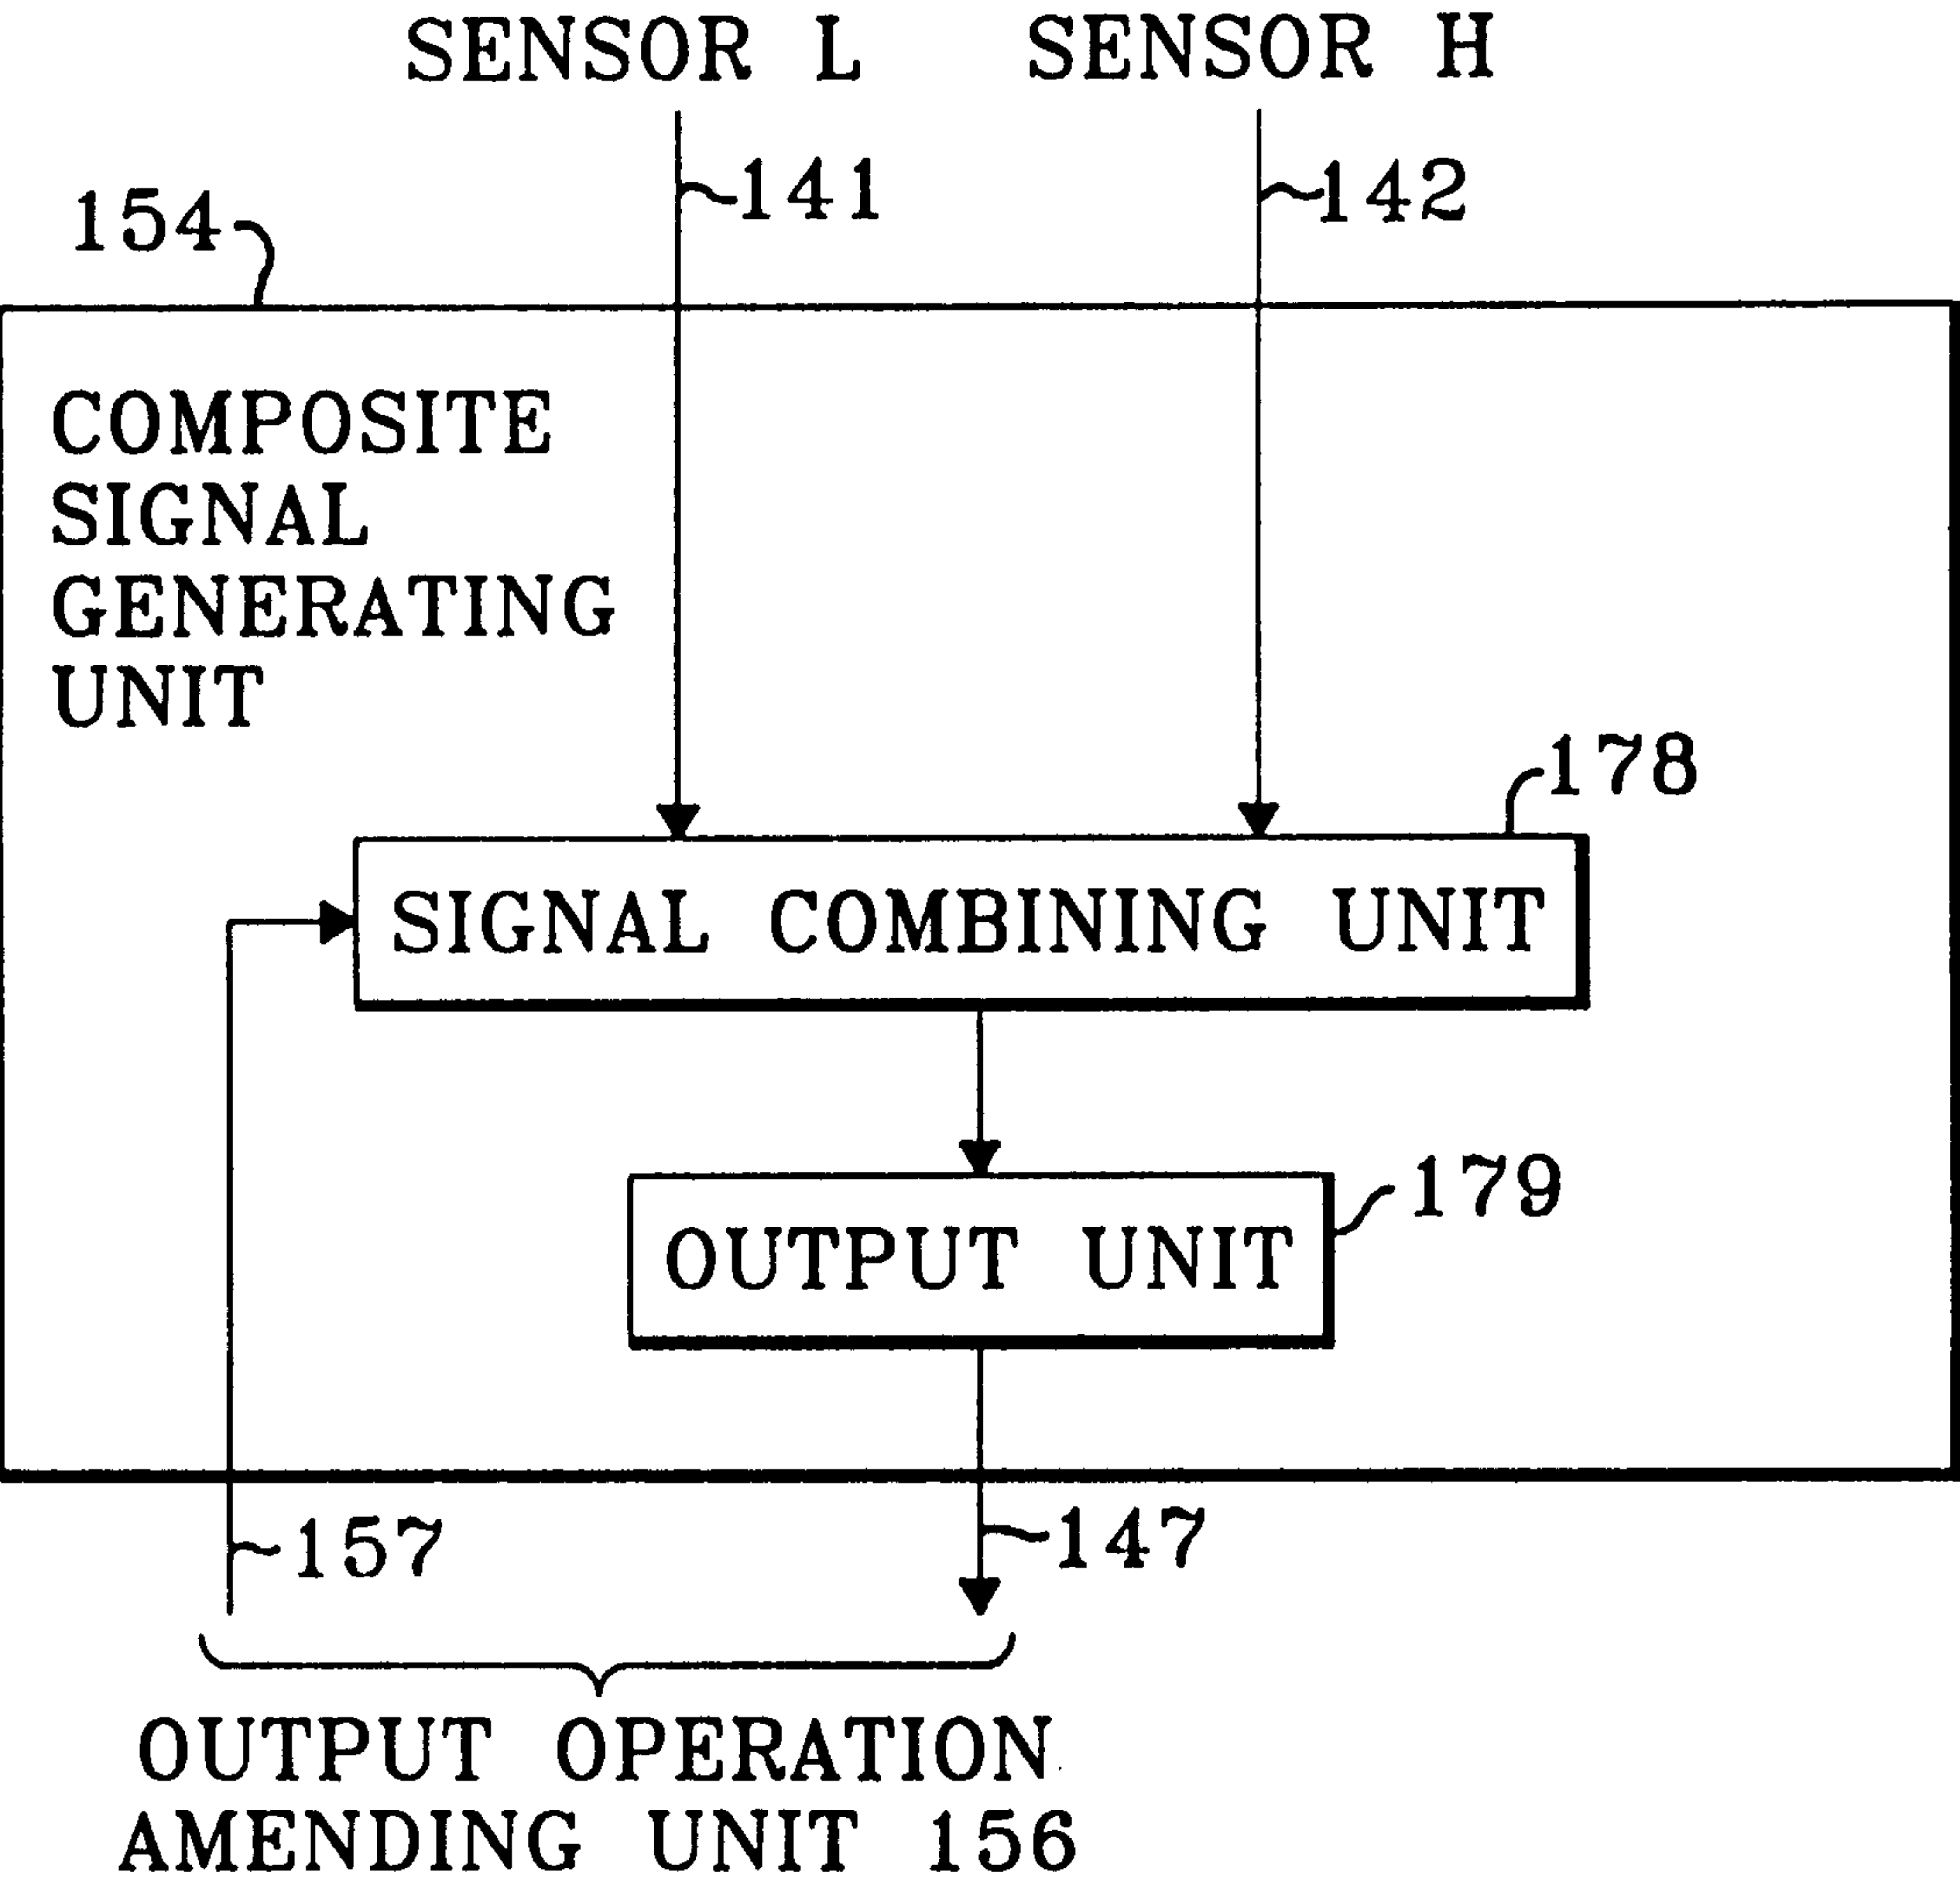 SENSOR L SENSOR H
141
142
154
COMPOSITE
SIGNAL
GENERATING
UNIT
178
SIGNAL COMBINING UNIT
179
OUTPUT UNIT
157
147
OUTPUT OPERATION
AMENDING UNIT 156